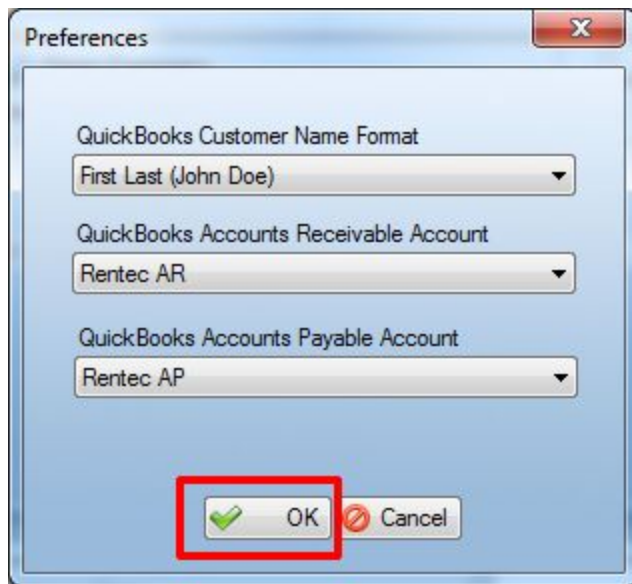 Preferences
QuickBooks Customer Name Format
First Last (John Doe)
QuickBooks Accounts Receivable Account
Rentec AR
QuickBooks Accounts Payable Account
Rentec AP
OK Cancel